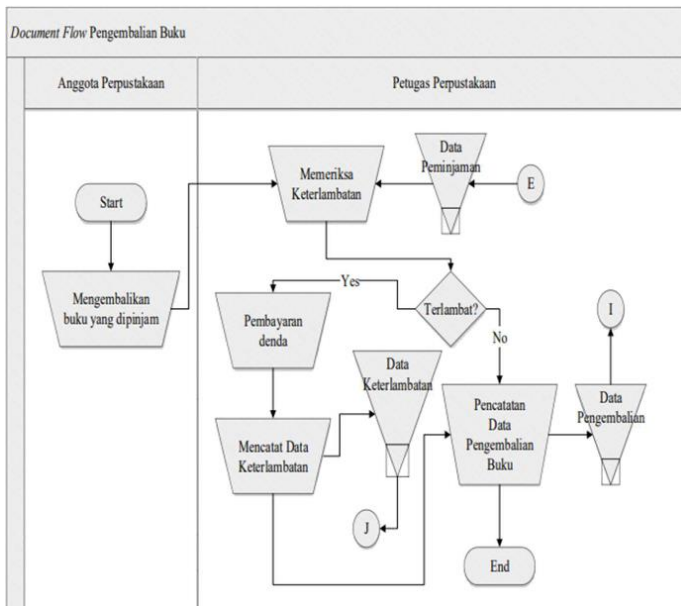 Document Flow Pengembalian Buku
Anggota Perpustakaan
Petugas Perpustakaan
Start
Mengembalikan
buku yang dipinjam
Memeriksa
Keterlambatan
Data
Peminjaman
E
Terlambat?
Yes
No
Pembayaran
denda
Mencatat Data
Keterlambatan
Data
Keterlambatan
J
Pencatatan
Data
Pengembalian
Buku
Data
Pengembalian
I
End